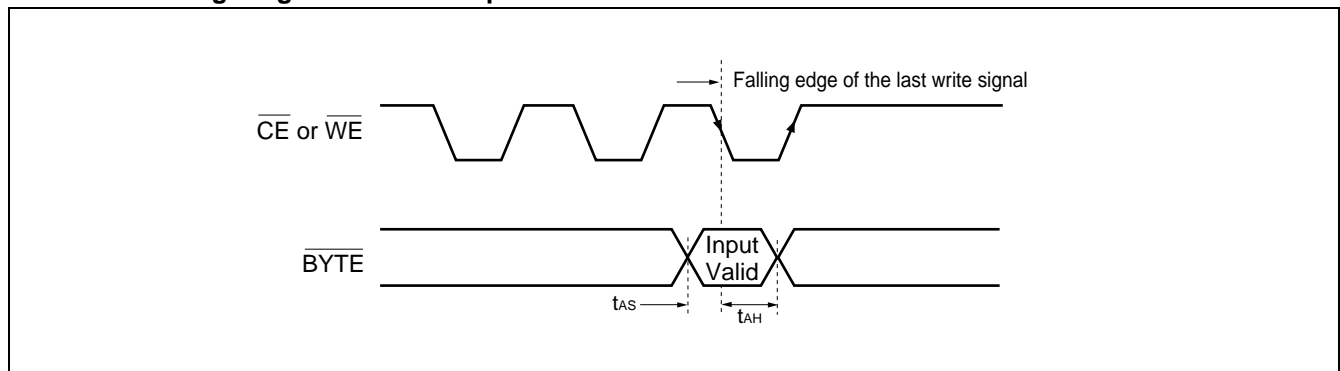 Falling edge of the last write signal
CE or WE
BYTE
Input
Valid
tAS
tAH